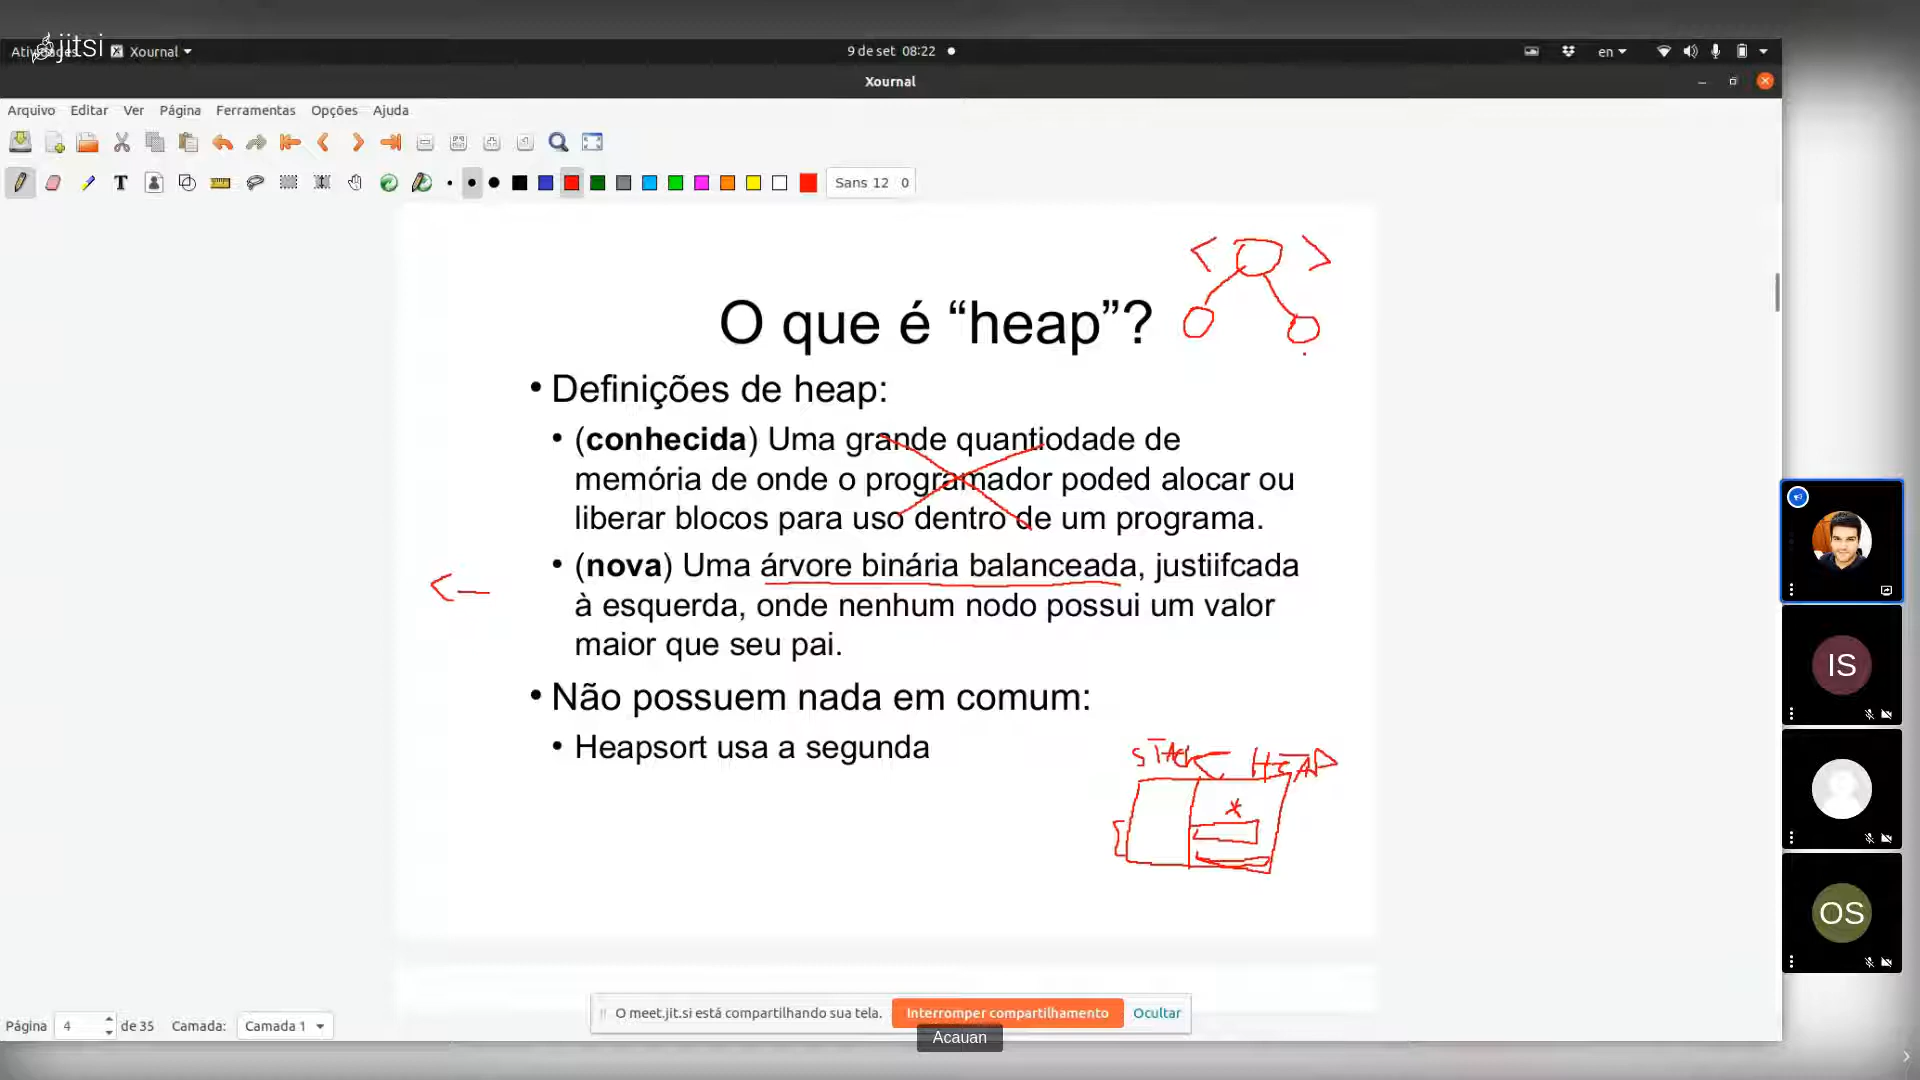 Atividades
jitsi
Xournal
9 de set 08:22
en
Xournal
Arquivo Editar Ver Página Ferramentas Opções Ajuda
Sans 12 0
< >
O que é “heap”?
• Definições de heap:
• (conhecida) Uma grande quantiodade de
memória de onde o programador poded alocar ou
liberar blocos para uso dentro de um programa.
• (nova) Uma árvore binária balanceada, justiifcada
à esquerda, onde nenhum nodo possui um valor
maior que seu pai.
• Não possuem nada em comum:
• Heapsort usa a segunda
STACK HEAP
*
IS
OS
Página 4 de 35 Camada: Camada 1
O meet.jit.si está compartilhando sua tela. Interromper compartilhamento Ocultar
Acauan